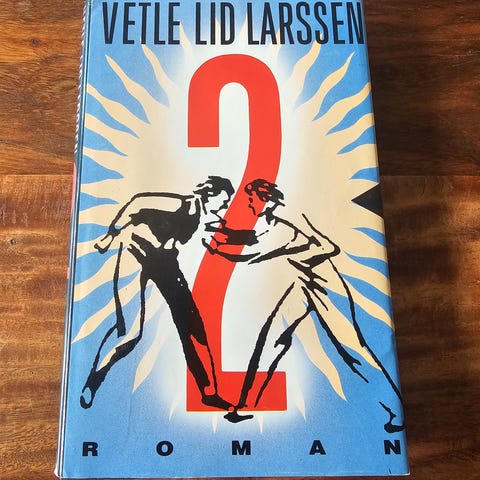 VETLE LID LARSSEN
2
ROMAN